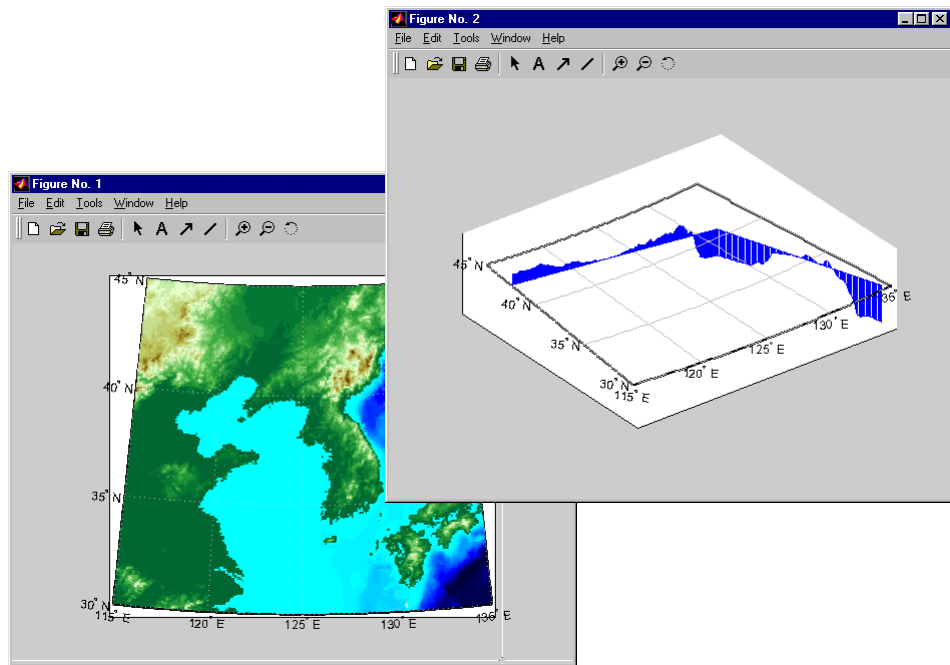 Figure No. 2
File Edit Tools Window Help
45° N
40° N
35° N
30° N
115° E
120° E
125° E
130° E
35° E
Figure No. 1
File Edit Tools Window Help
45° N
40° N
35° N
30° N
115° E
120° E
125° E
130° E
135° E